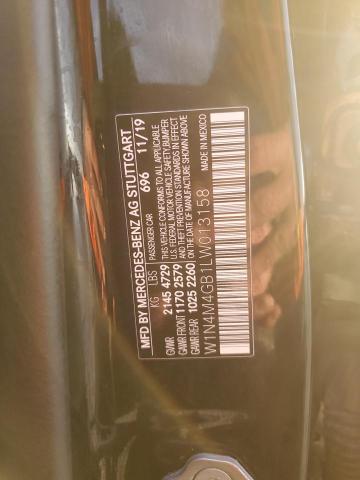 MFD BY MERCEDES-BENZ AG STUTTGART
PASSENGER CAR 696 11/19
KG LBS THIS VEHICLE CONFORMS TO ALL APPLICABLE
GVWR 2145 4729 U.S. FEDERAL MOTOR VEHICLE SAFETY BUMPER
GAWR FRONT 1170 2579 AND THEFT PREVENTION STANDARDS IN EFFECT
GAWR REAR 1025 2260 ON THE DATE OF MANUFACTURE SHOWN ABOVE
MADE IN MEXICO
W1N4M4GB1LW013158